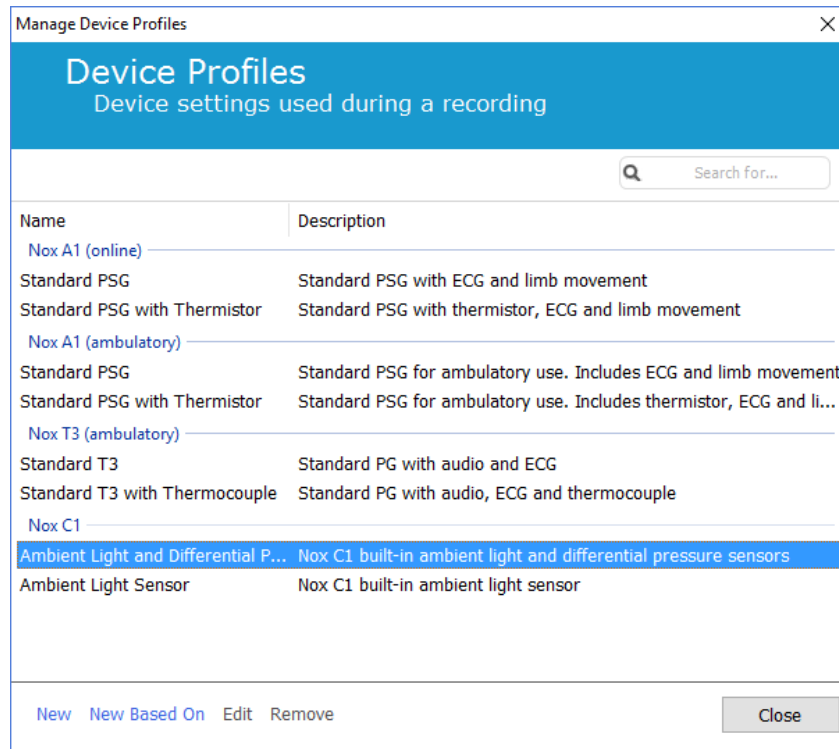 Manage Device Profiles
Device Profiles
Device settings used during a recording
Search for...
Name Description
Nox A1 (online)
Standard PSG Standard PSG with ECG and limb movement
Standard PSG with Thermistor Standard PSG with thermistor, ECG and limb movement
Nox A1 (ambulatory)
Standard PSG Standard PSG for ambulatory use. Includes ECG and limb movement
Standard PSG with Thermistor Standard PSG for ambulatory use. Includes thermistor, ECG and li...
Nox T3 (ambulatory)
Standard T3 Standard PG with audio and ECG
Standard T3 with Thermocouple Standard PG with audio, ECG and thermocouple
Nox C1
Ambient Light and Differential P... Nox C1 built-in ambient light and differential pressure sensors
Ambient Light Sensor Nox C1 built-in ambient light sensor
New New Based On Edit Remove Close